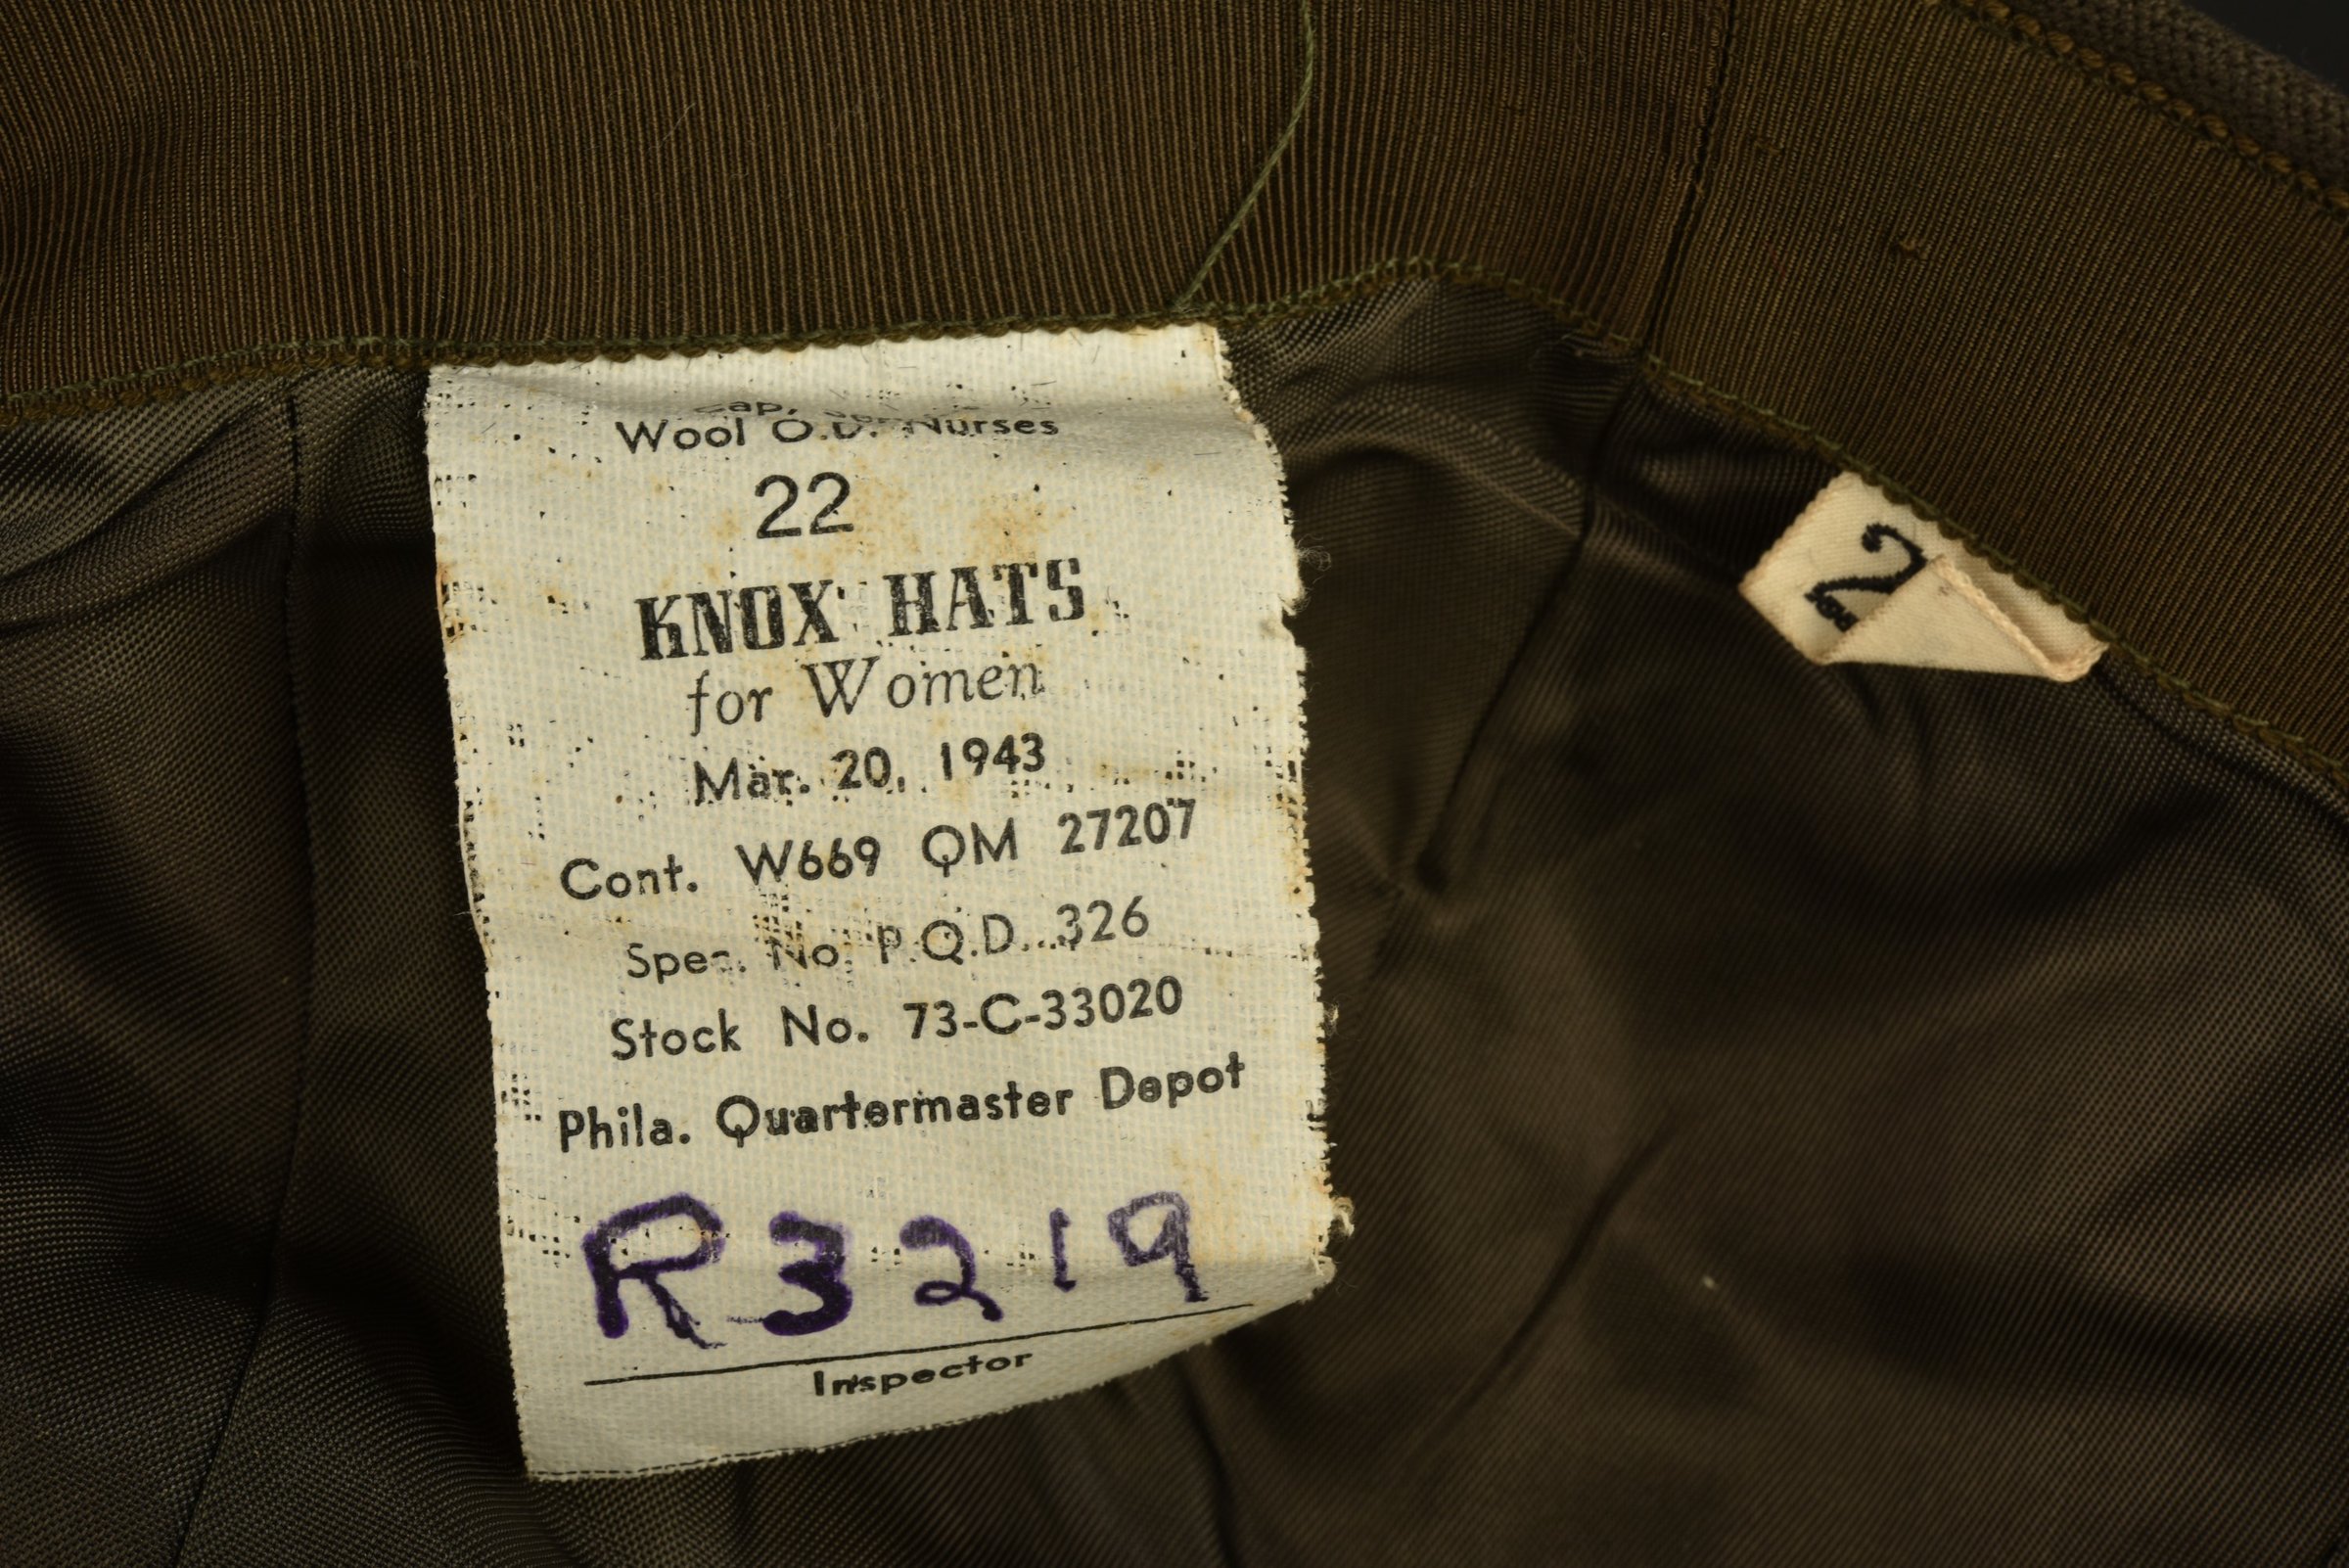 Cap,
Wool O.D. Nurses
22
KNOX HATS
for Women
Mar. 20, 1943
Cont. W669 QM 27207
Spec. No. P.Q.D. 326
Stock No. 73-C-33020
Phila. Quartermaster Depot
R3219
Inspector
2